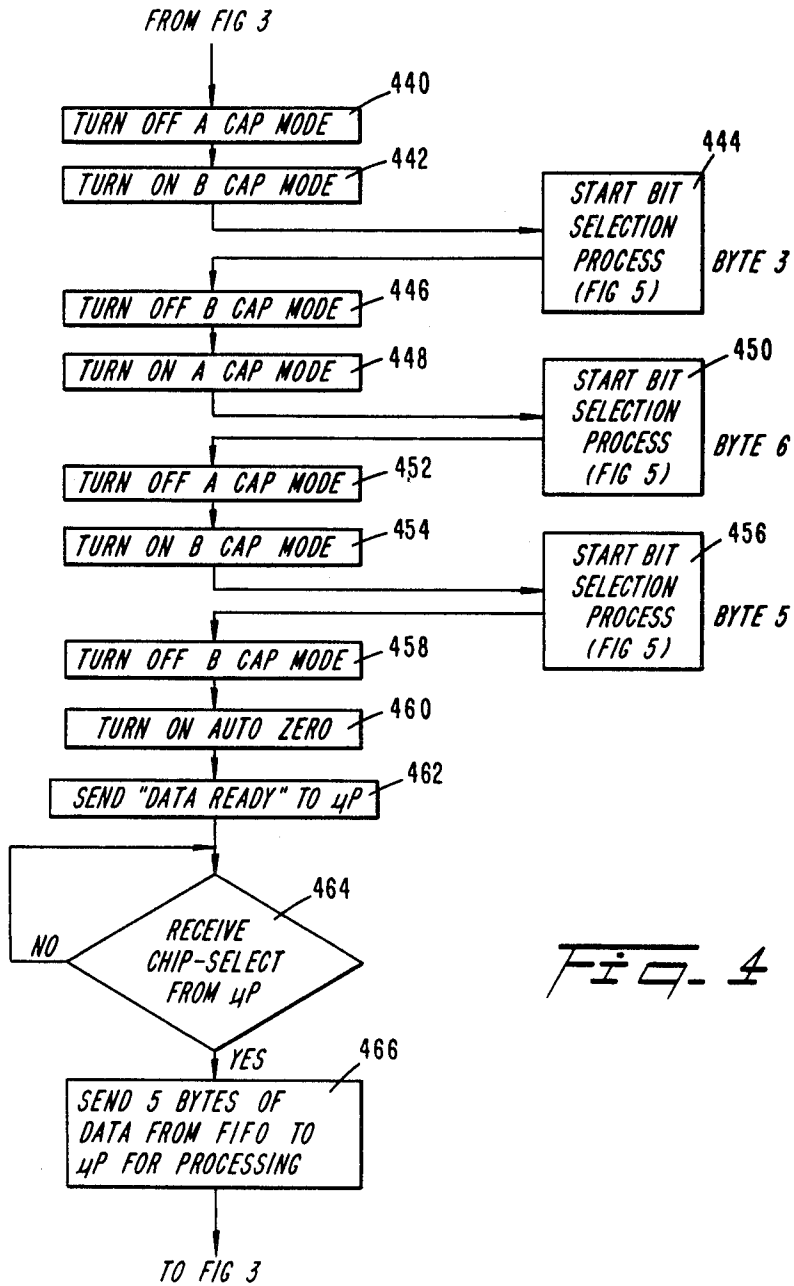 FROM FIG 3
440
TURN OFF A CAP MODE
442
TURN ON B CAP MODE
444
START BIT
SELECTION
PROCESS
(FIG 5)
BYTE 3
446
TURN OFF B CAP MODE
448
TURN ON A CAP MODE
450
START BIT
SELECTION
PROCESS
(FIG 5)
BYTE 6
452
TURN OFF A CAP MODE
454
TURN ON B CAP MODE
456
START BIT
SELECTION
PROCESS
(FIG 5)
BYTE 5
458
TURN OFF B CAP MODE
460
TURN ON AUTO ZERO
462
SEND "DATA READY" TO μP
464
RECEIVE
CHIP-SELECT
FROM μP
NO
YES
466
SEND 5 BYTES OF
DATA FROM FIFO TO
μP FOR PROCESSING
TO FIG 3
Fig. 4